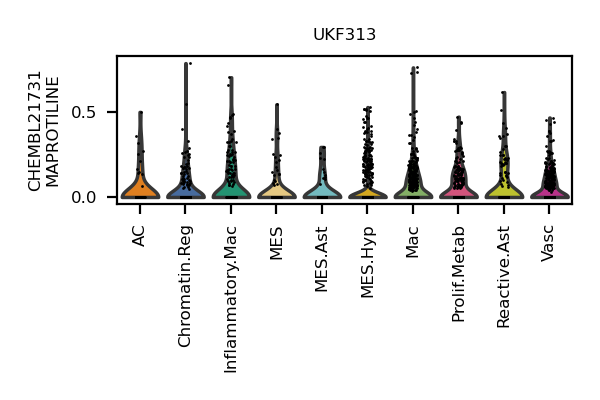 UKF313
CHEMBL21731
MAPROTILINE
0.5
0.0
AC
Chromatin.Reg
Inflammatory.Mac
MES
MES.Ast
MES.Hyp
Mac
Prolif.Metab
Reactive.Ast
Vasc